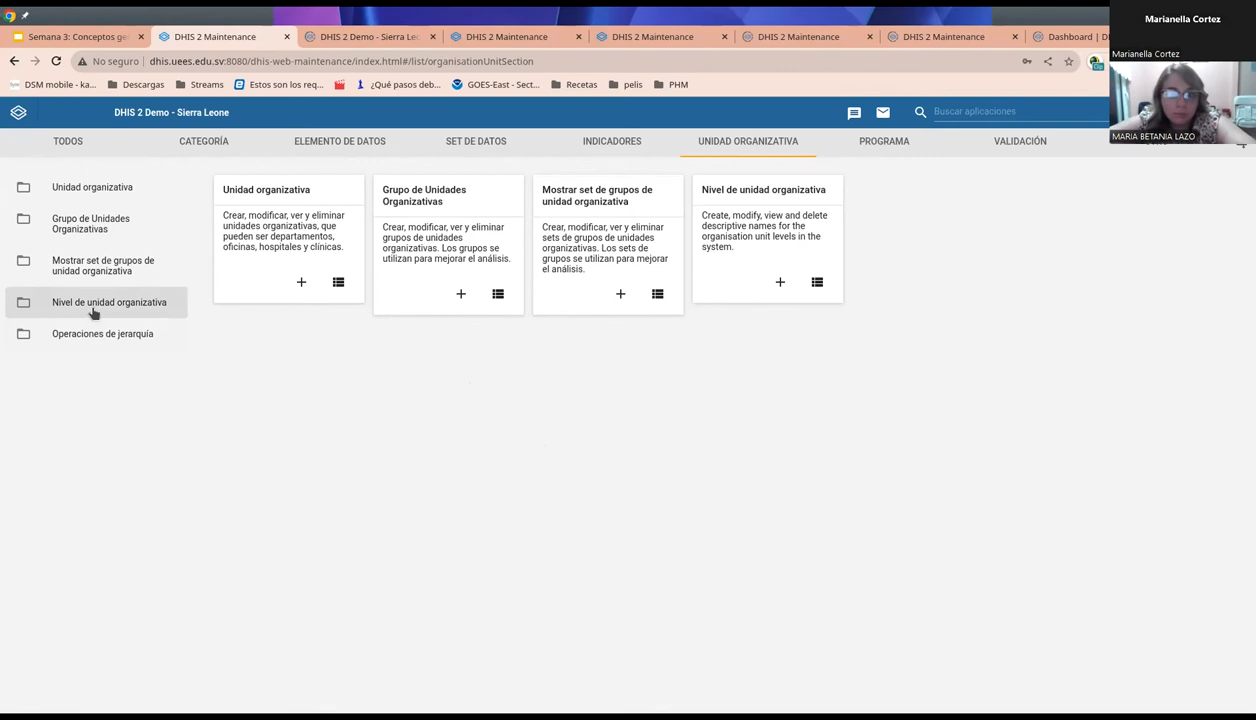 Marianella Cortez
Marianella Cortez
MARIA BETANIA LAZO
Semana 3: Conceptos ge
DHIS 2 Maintenance
DHIS 2 Demo - Sierra Leo
DHIS 2 Maintenance
DHIS 2 Maintenance
DHIS 2 Maintenance
DHIS 2 Maintenance
Dashboard | D
No seguro
dhis.uees.edu.sv:8080/dhis-web-maintenance/index.html#/list/organisationUnitSection
DSM mobile - ka...
Descargas
Streams
Estos son los req...
¿Qué pasos deb...
GOES-East - Sect...
Recetas
pelis
PHM
DHIS 2 Demo - Sierra Leone
Buscar aplicaciones
TODOS
CATEGORÍA
ELEMENTO DE DATOS
SET DE DATOS
INDICADORES
UNIDAD ORGANIZATIVA
PROGRAMA
VALIDACIÓN
Unidad organizativa
Grupo de Unidades
Organizativas
Mostrar set de grupos de
unidad organizativa
Nivel de unidad organizativa
Operaciones de jerarquía
Unidad organizativa
Crear, modificar, ver y eliminar
unidades organizativas, que
pueden ser departamentos,
oficinas, hospitales y clínicas.
Grupo de Unidades
Organizativas
Crear, modificar, ver y eliminar
grupos de unidades
organizativas. Los grupos se
utilizan para mejorar el análisis.
Mostrar set de grupos de
unidad organizativa
Crear, modificar, ver y eliminar
sets de grupos de unidades
organizativas. Los sets de
grupos se utilizan para mejorar
el análisis.
Nivel de unidad organizativa
Create, modify, view and delete
descriptive names for the
organisation unit levels in the
system.